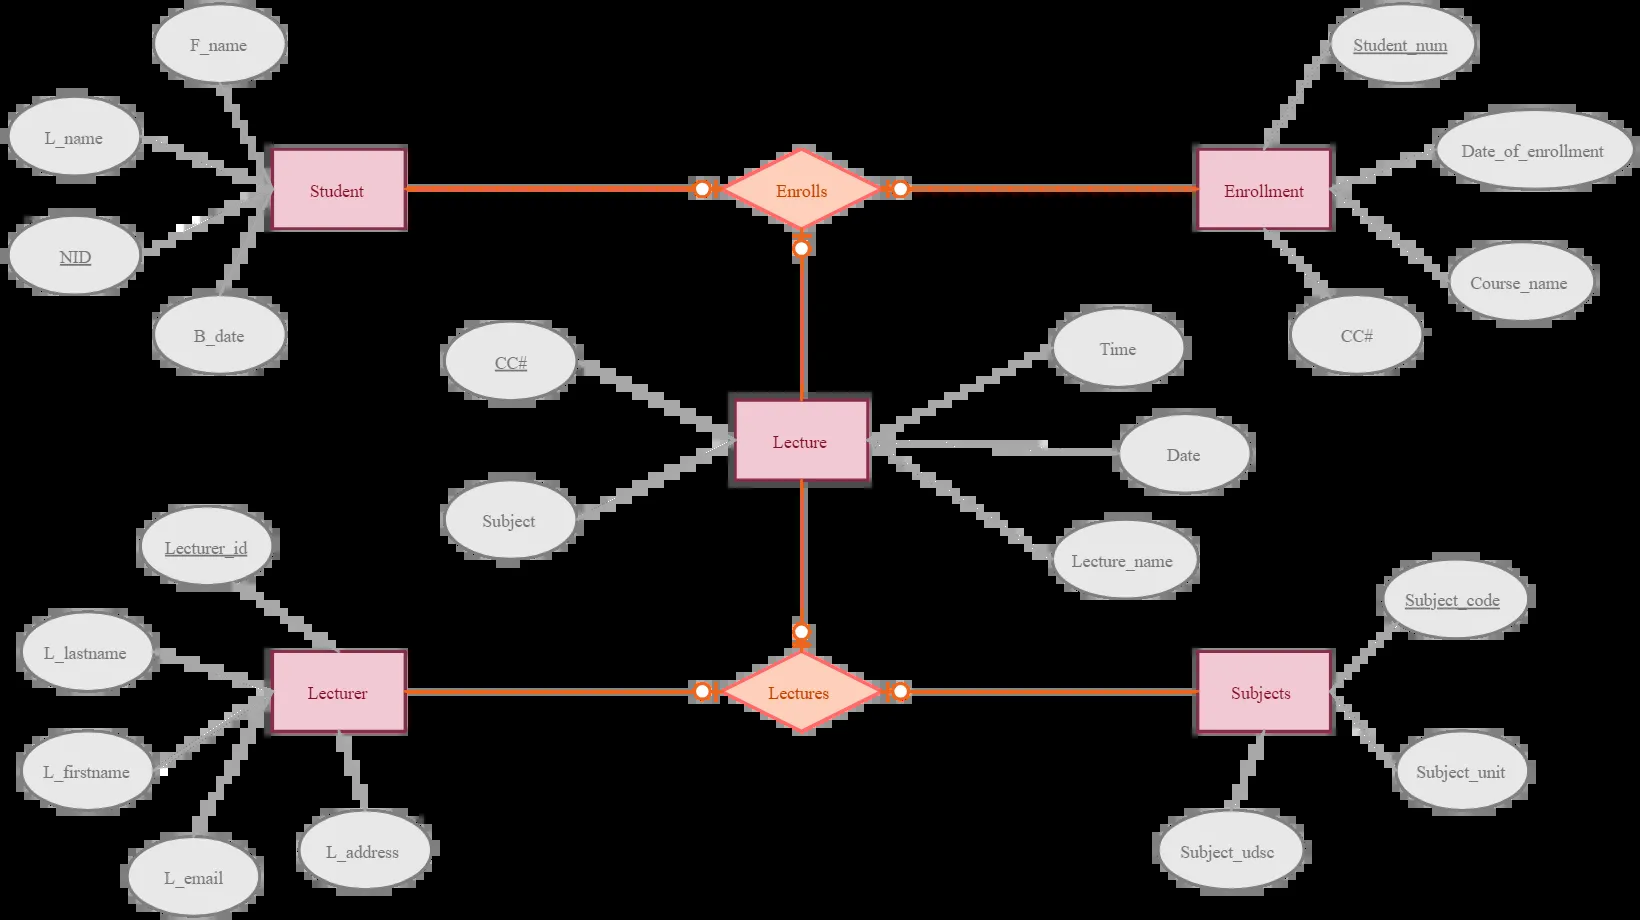 F_name
Student_num
L_name
Date_of_enrollment
Student
Enrolls
Enrollment
NID
Course_name
B_date
CC#
Time
CC#
Lecture
Date
Subject
Lecture_name
Lecturer_id
Subject_code
L_lastname
Lecturer
Lectures
Subjects
L_firstname
Subject_unit
L_address
Subject_udsc
L_email